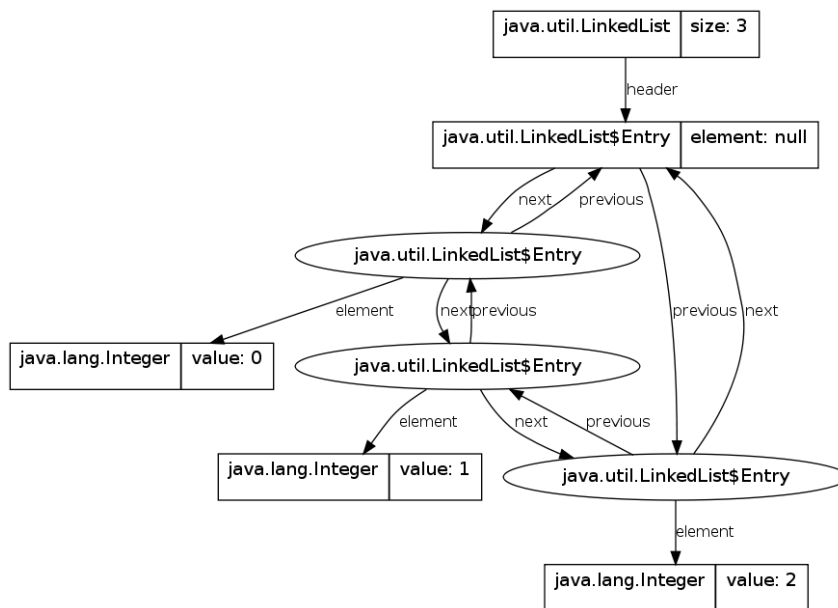 java.util.LinkedList size: 3
header
java.util.LinkedList$Entry element: null
next previous
java.util.LinkedList$Entry
element next previous previous next
java.lang.Integer value: 0
java.util.LinkedList$Entry
element next previous
java.lang.Integer value: 1
java.util.LinkedList$Entry
element
java.lang.Integer value: 2